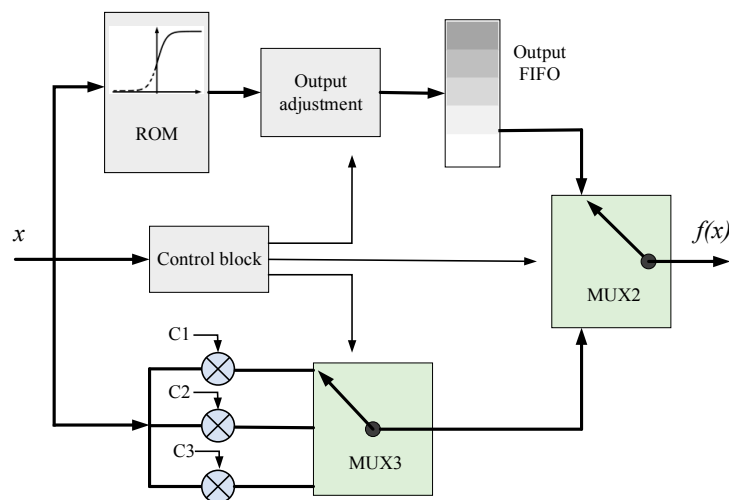 Output
FIFO
Output
adjustment
ROM
x
f(x)
Control block
MUX2
C1
C2
C3
MUX3